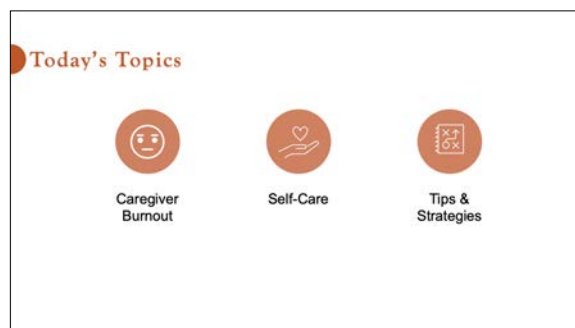 Today's Topics
Caregiver
Burnout
Self-Care
Tips &
Strategies